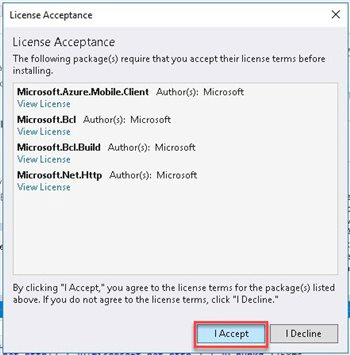 License Acceptance
License Acceptance
The following package(s) require that you accept their license terms before
installing.
Microsoft.Azure.Mobile.Client Author(s): Microsoft
View License
Microsoft.Bcl Author(s): Microsoft
View License
Microsoft.Bcl.Build Author(s): Microsoft
View License
Microsoft.Net.Http Author(s): Microsoft
View License
By clicking "I Accept," you agree to the license terms for the package(s) listed
above. If you do not agree to the license terms, click "I Decline."
I Accept I Decline